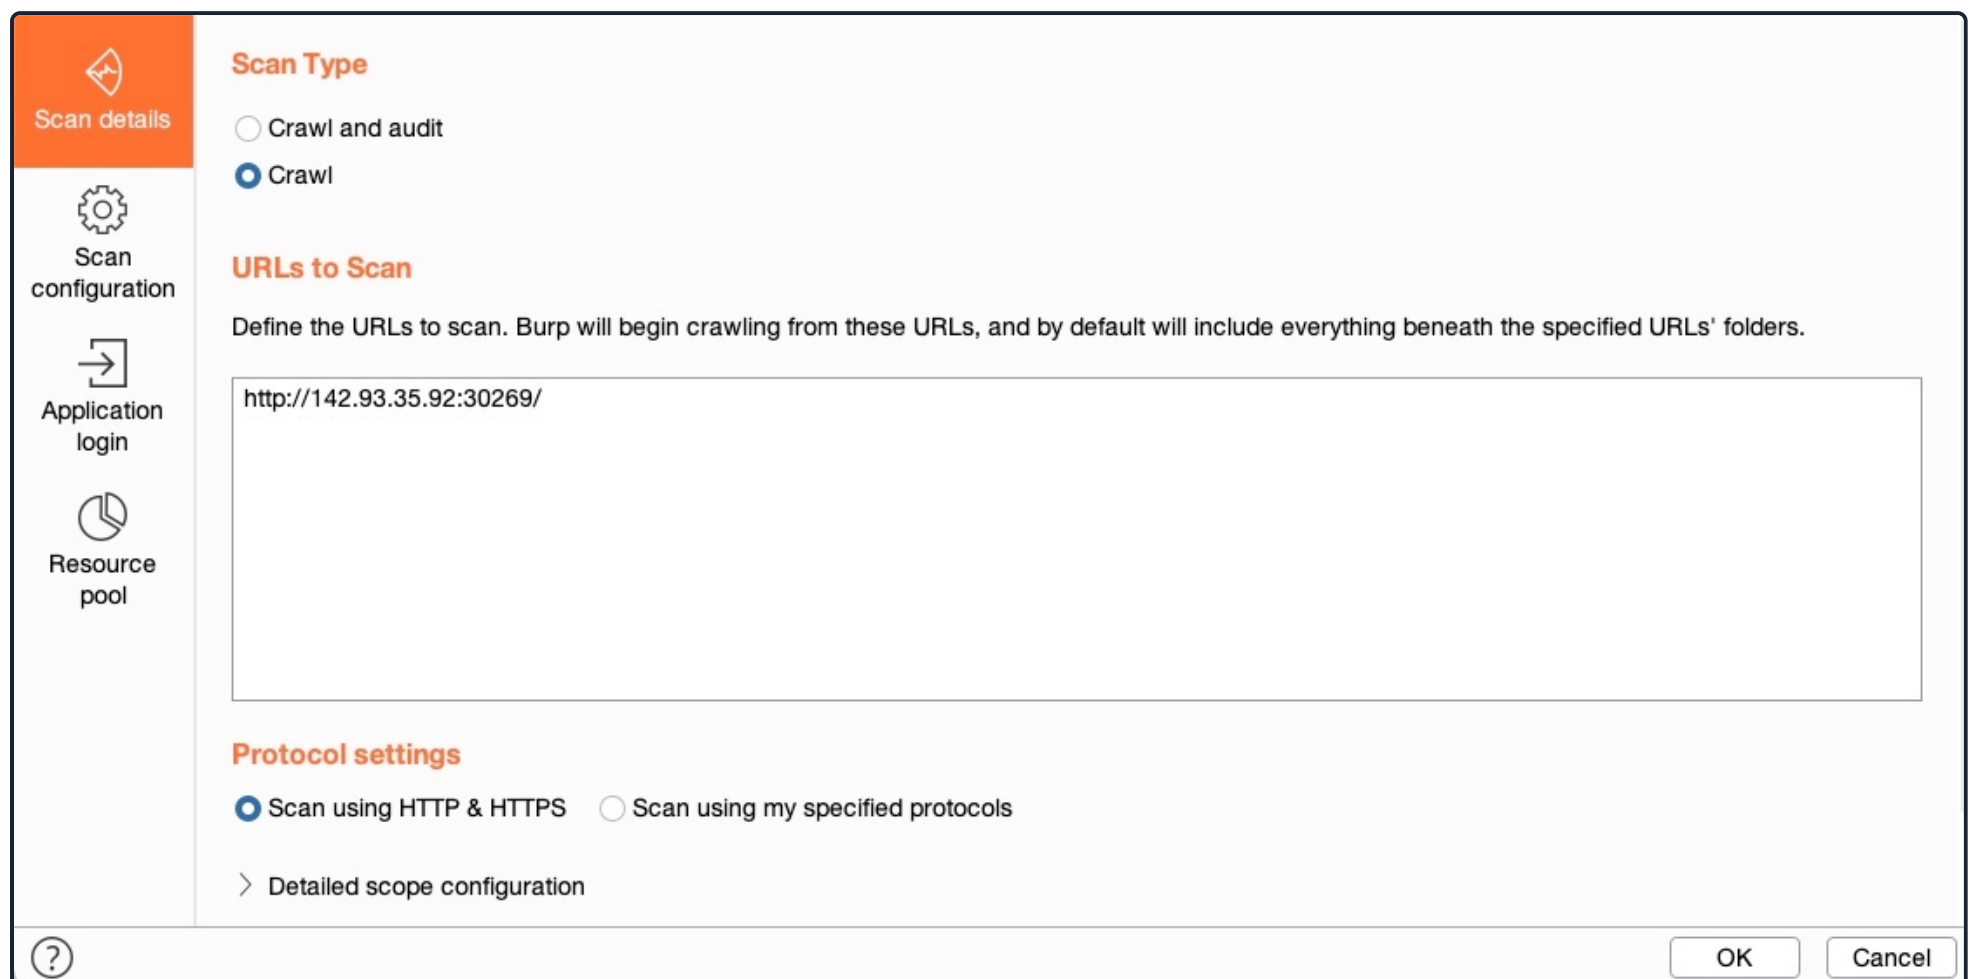 Scan details
Scan
configuration
Application
login
Resource
pool
Scan Type
Crawl and audit
Crawl
URLs to Scan
Define the URLs to scan. Burp will begin crawling from these URLs, and by default will include everything beneath the specified URLs' folders.
http://142.93.35.92:30269/
Protocol settings
Scan using HTTP & HTTPS Scan using my specified protocols
Detailed scope configuration
?
OK Cancel